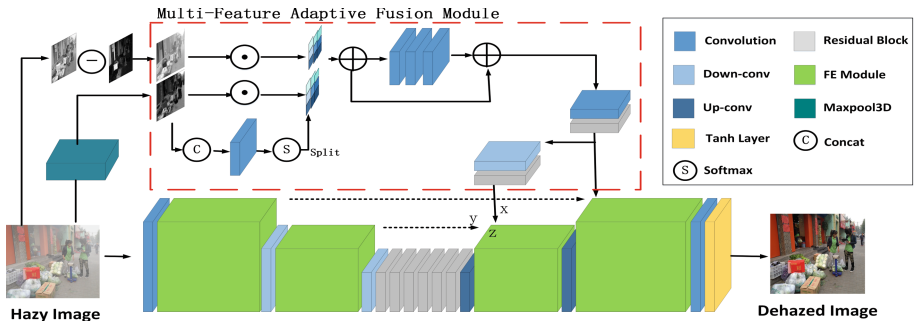 Multi-Feature Adaptive Fusion Module
C
S
Split
x
y
z
Hazy Image
Dehazed Image
Convolution
Residual Block
Down-conv
FE Module
Up-conv
Maxpool3D
Tanh Layer
C Concat
S Softmax